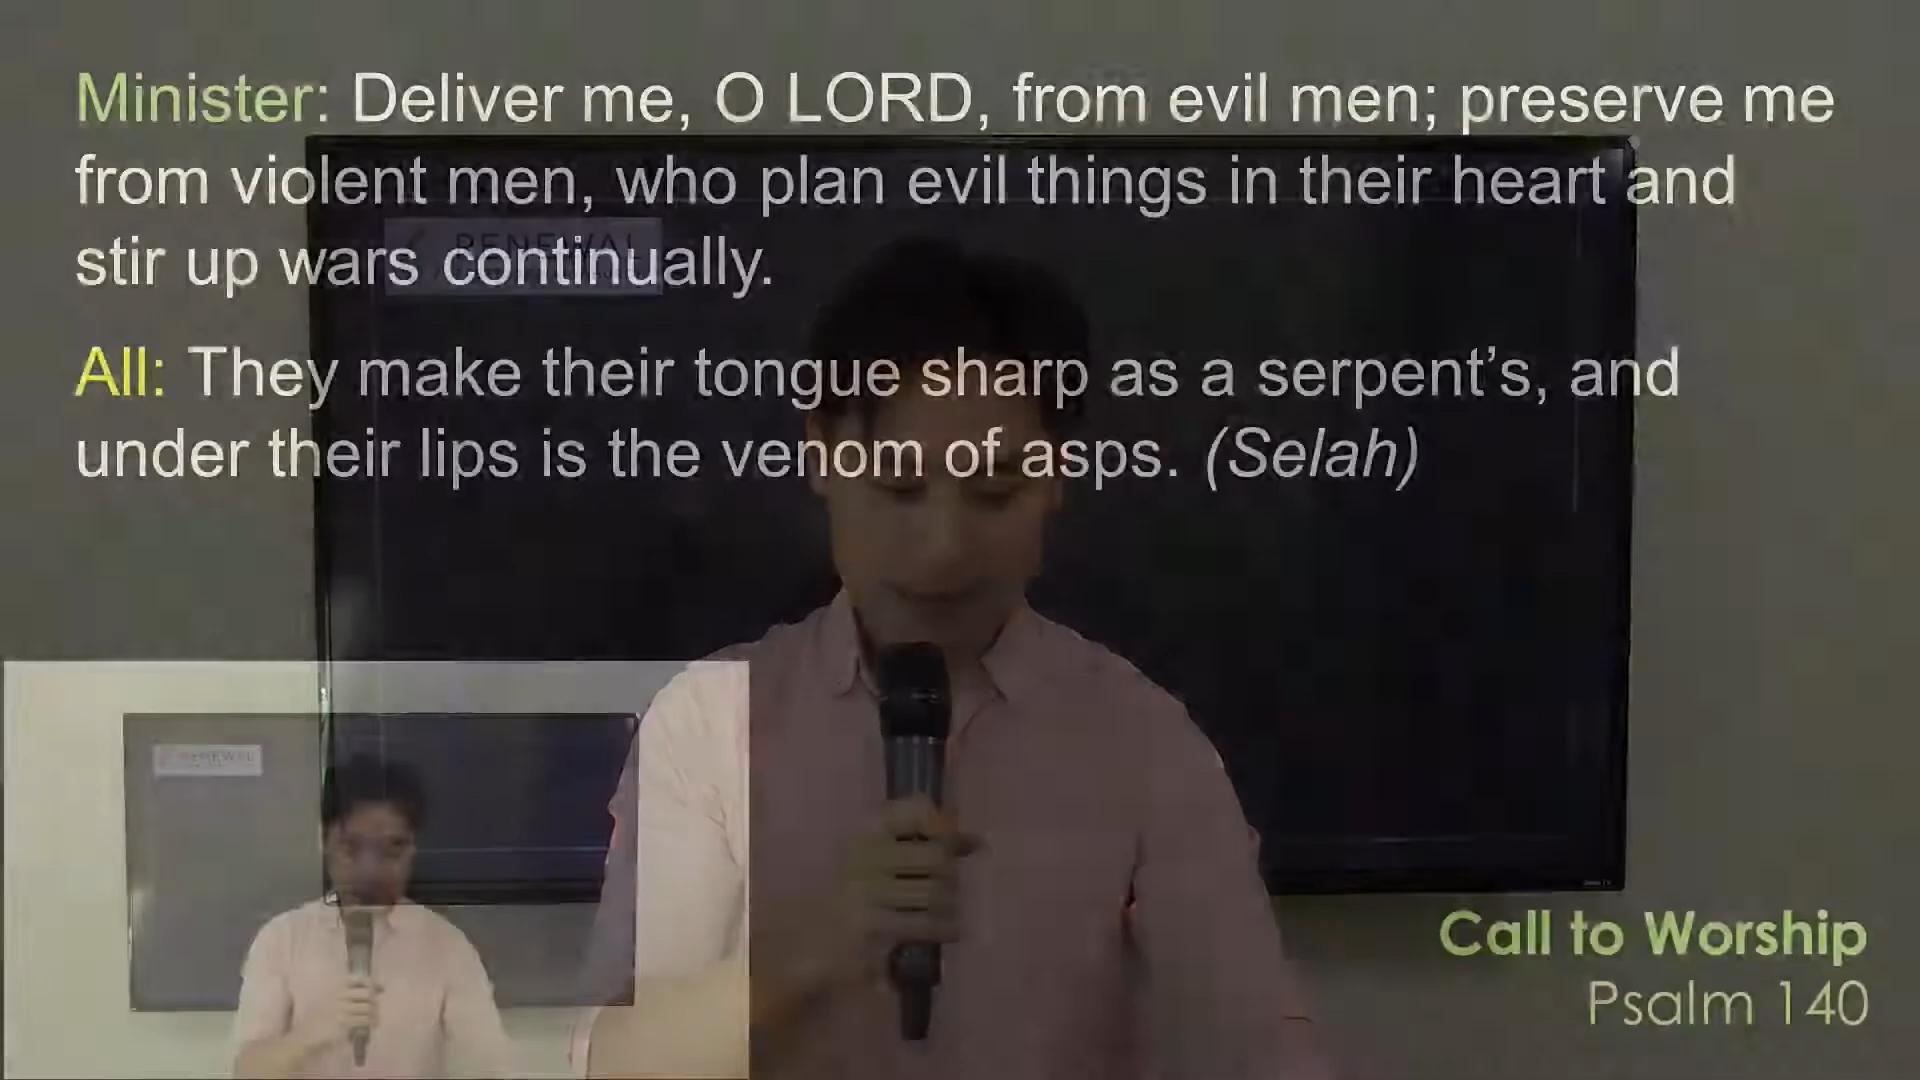 Minister: Deliver me, O LORD, from evil men; preserve me
from violent men, who plan evil things in their heart and
stir up wars continually.
All: They make their tongue sharp as a serpent’s, and
under their lips is the venom of asps. (Selah)
RENEWAL
RENEWAL
Call to Worship
Psalm 140